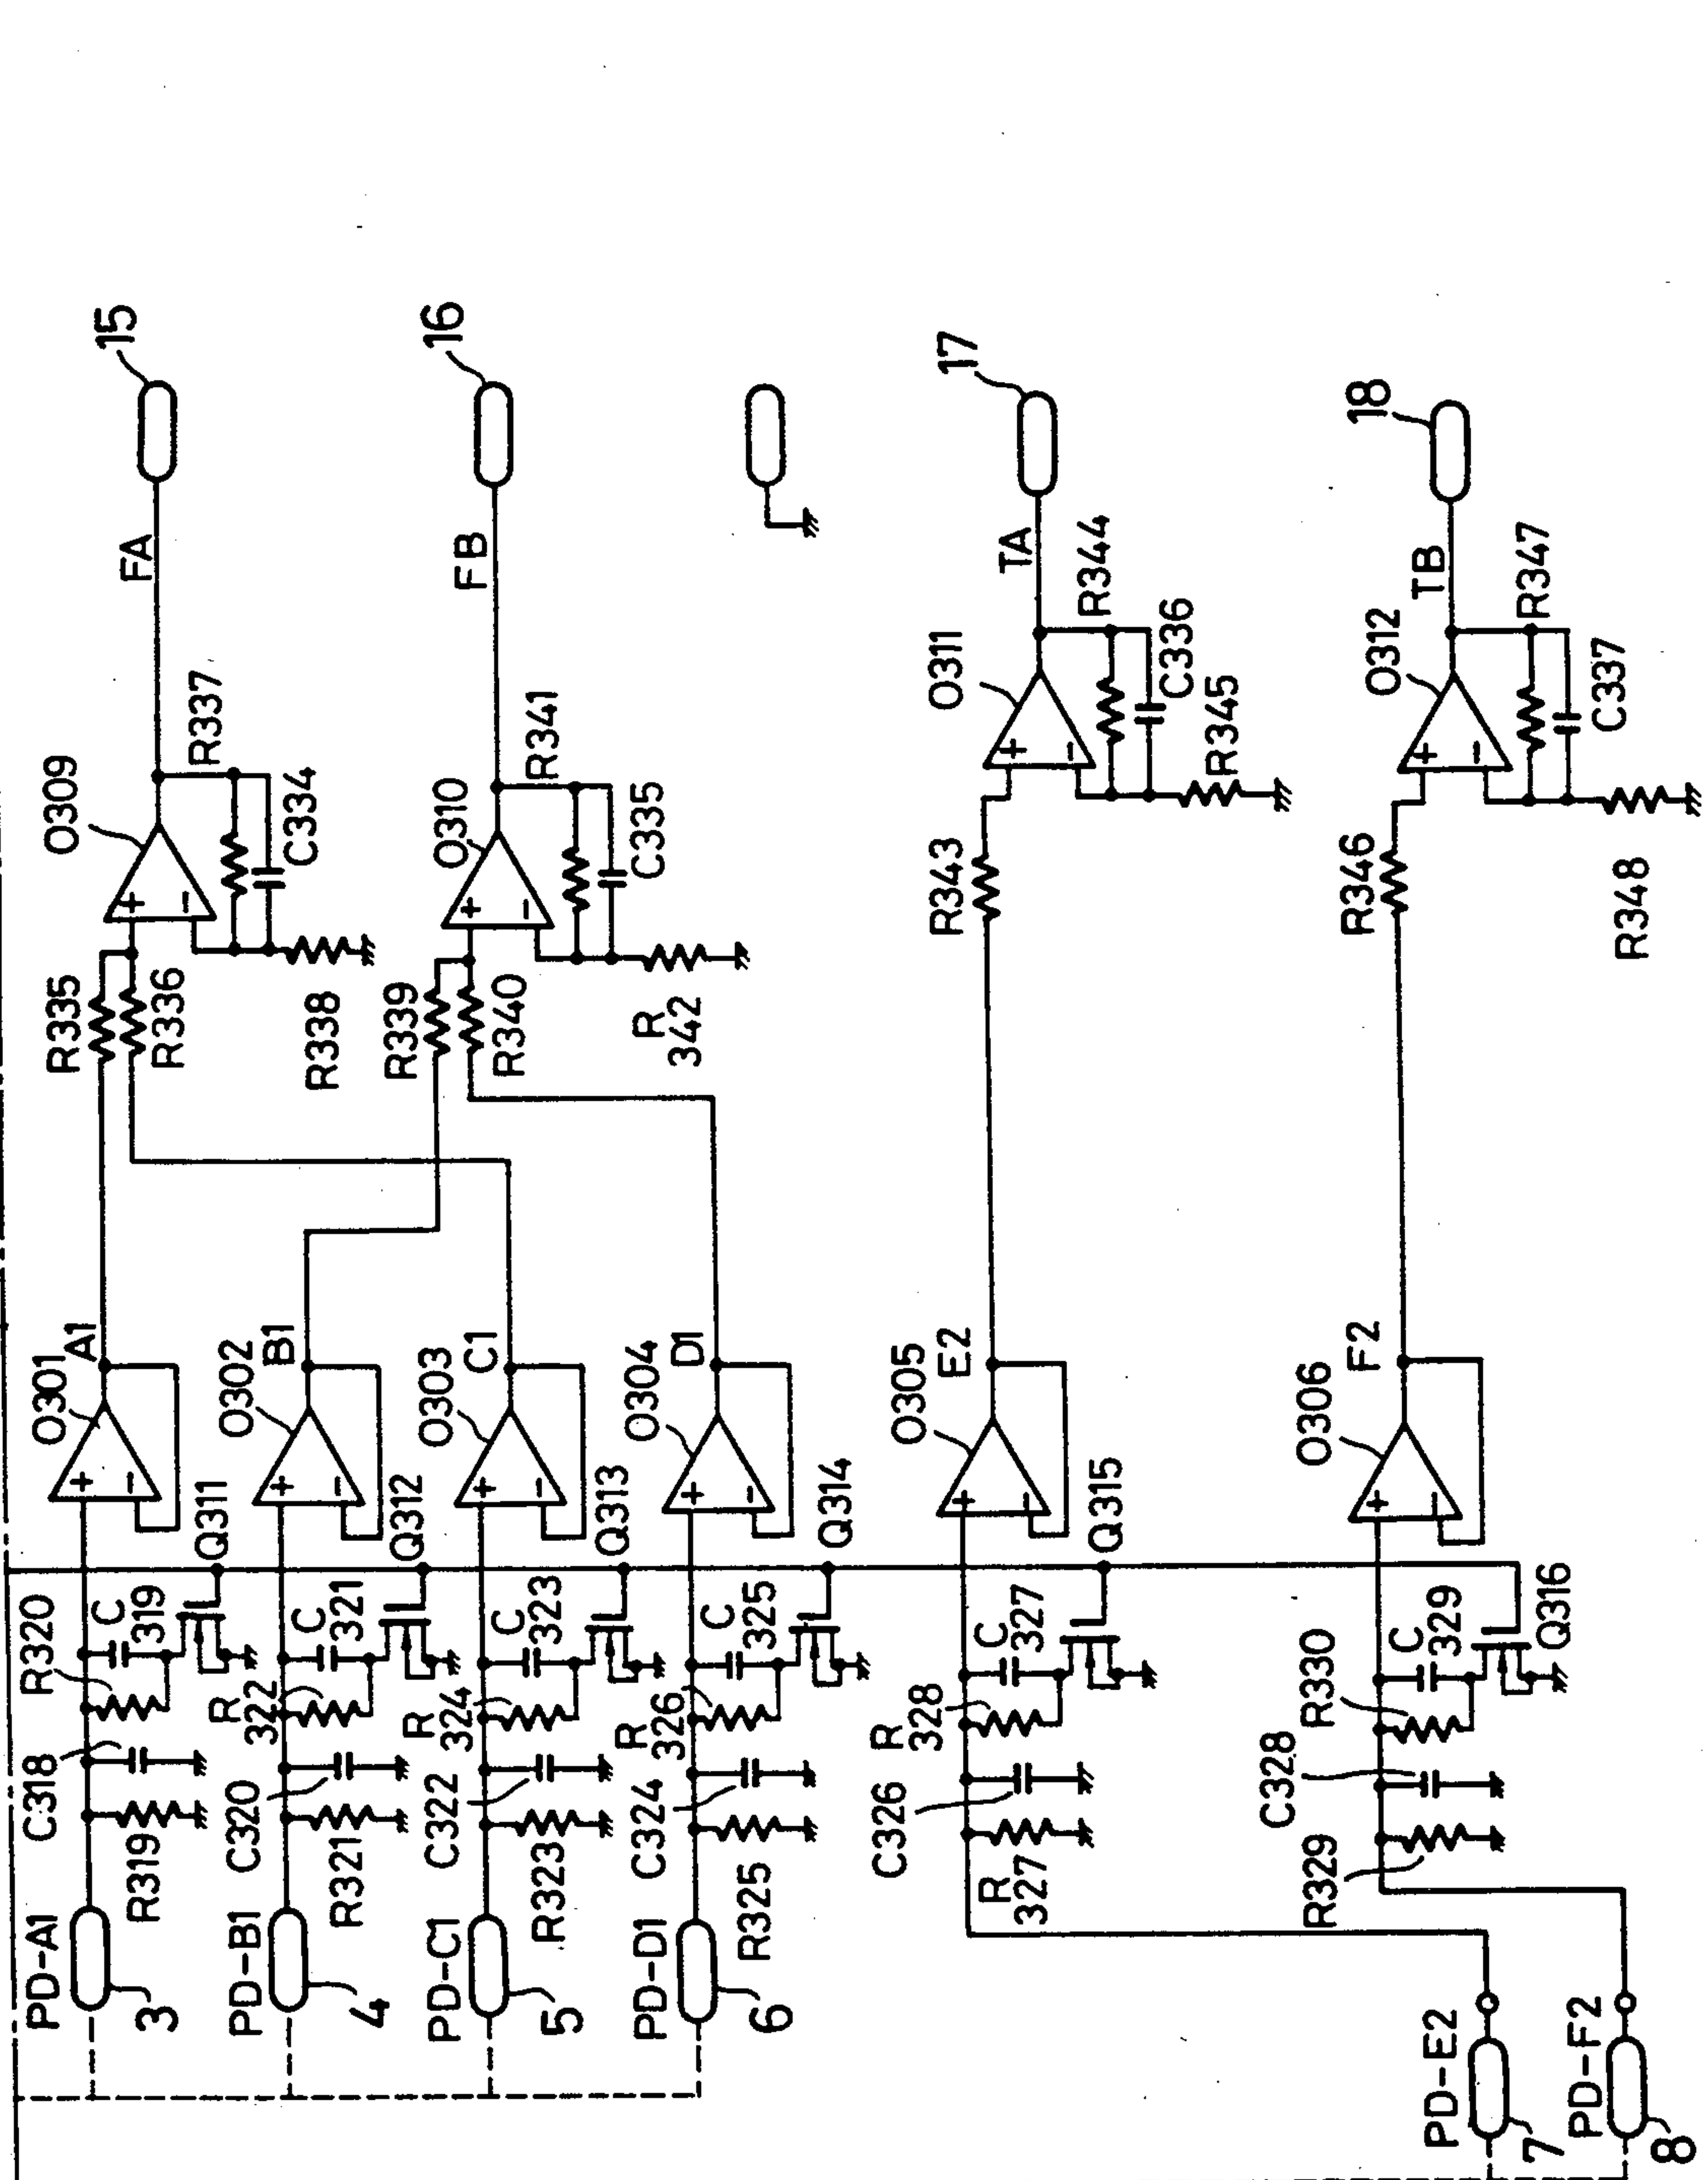 PD-A1
3
C318
R319
R320
C
319
Q311
+
−
O301
A1
R335
R336
+
−
O309
R337
C334
R338
FA
15
PD-B1
4
C320
R321
R
322
C
321
Q312
+
−
O302
B1
R339
R340
+
−
O310
R341
C335
R
342
FB
16
PD-C1
5
C322
R323
R
324
C
323
Q313
+
−
O303
C1
PD-D1
6
C324
R325
R
326
C
325
Q314
+
−
O304
D1
PD-E2
7
C326
R
327
R
328
C
327
Q315
+
−
O305
E2
R343
+
−
O311
R344
C336
R345
TA
17
PD-F2
8
R329
C328
R330
C
329
Q316
+
−
O306
F2
R346
+
−
O312
R347
C337
R348
TB
18